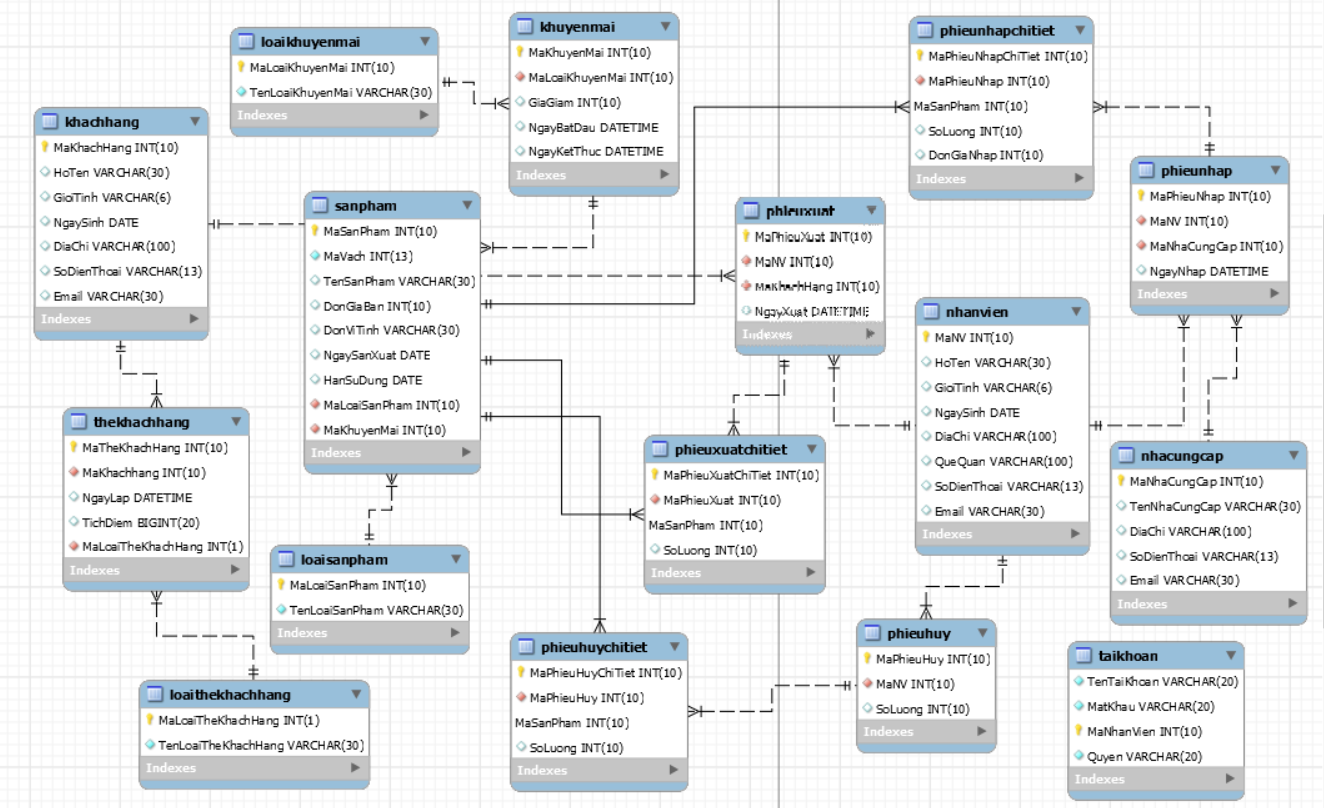 loaikhuyenmai
MaLoaiKhuyenMai INT(10)
TenLoaiKhuyenMai VARCHAR(30)
Indexes
khuyenmai
MaKhuyenMai INT(10)
MaLoaiKhuyenMai INT(10)
GiaGiam INT(10)
NgayBatDau DATETIME
NgayKetThuc DATETIME
Indexes
phieunhapchitiet
MaPhieuNhapChiTiet INT(10)
MaPhieuNhap INT(10)
MaSanPham INT(10)
SoLuong INT(10)
DonGiaNhap INT(10)
Indexes
khachhang
MaKhachHang INT(10)
HoTen VARCHAR(30)
GioiTinh VARCHAR(6)
NgaySinh DATE
DiaChi VARCHAR(100)
SoDienThoai VARCHAR(13)
Email VARCHAR(30)
Indexes
sanpham
MaSanPham INT(10)
MaVach INT(13)
TenSanPham VARCHAR(30)
DonGiaBan INT(10)
DonViTinh VARCHAR(30)
NgaySanXuat DATE
HanSuDung DATE
MaLoaiSanPham INT(10)
MaKhuyenMai INT(10)
Indexes
phieuxuat
MaPhieuXuat INT(10)
MaNV INT(10)
MaKhachHang INT(10)
NgayXuat DATETIME
Indexes
phieunhap
MaPhieuNhap INT(10)
MaNV INT(10)
MaNhaCungCap INT(10)
NgayNhap DATETIME
Indexes
nhanvien
MaNV INT(10)
HoTen VARCHAR(30)
GioiTinh VARCHAR(6)
NgaySinh DATE
DiaChi VARCHAR(100)
QueQuan VARCHAR(100)
SoDienThoai VARCHAR(13)
Email VARCHAR(30)
Indexes
thekhachhang
MaTheKhachHang INT(10)
MaKhachhang INT(10)
NgayLap DATETIME
TichDiem BIGINT(20)
MaLoaiTheKhachHang INT(1)
Indexes
phieuxuatchitiet
MaPhieuXuatChiTiet INT(10)
MaPhieuXuat INT(10)
MaSanPham INT(10)
SoLuong INT(10)
Indexes
nhacungcap
MaNhaCungCap INT(10)
TenNhaCungCap VARCHAR(30)
DiaChi VARCHAR(100)
SoDienThoai VARCHAR(13)
Email VARCHAR(30)
Indexes
loaisanpham
MaLoaiSanPham INT(10)
TenLoaiSanPham VARCHAR(30)
Indexes
phieuhuychitiet
MaPhieuHuyChiTiet INT(10)
MaPhieuHuy INT(10)
MaSanPham INT(10)
SoLuong INT(10)
Indexes
phieuhuy
MaPhieuHuy INT(10)
MaNV INT(10)
SoLuong INT(10)
Indexes
taikhoan
TenTaiKhoan VARCHAR(20)
MatKhau VARCHAR(20)
MaNhanVien INT(10)
Quyen VARCHAR(20)
Indexes
loaithekhachhang
MaLoaiTheKhachHang INT(1)
TenLoaiTheKhachHang VARCHAR(30)
Indexes